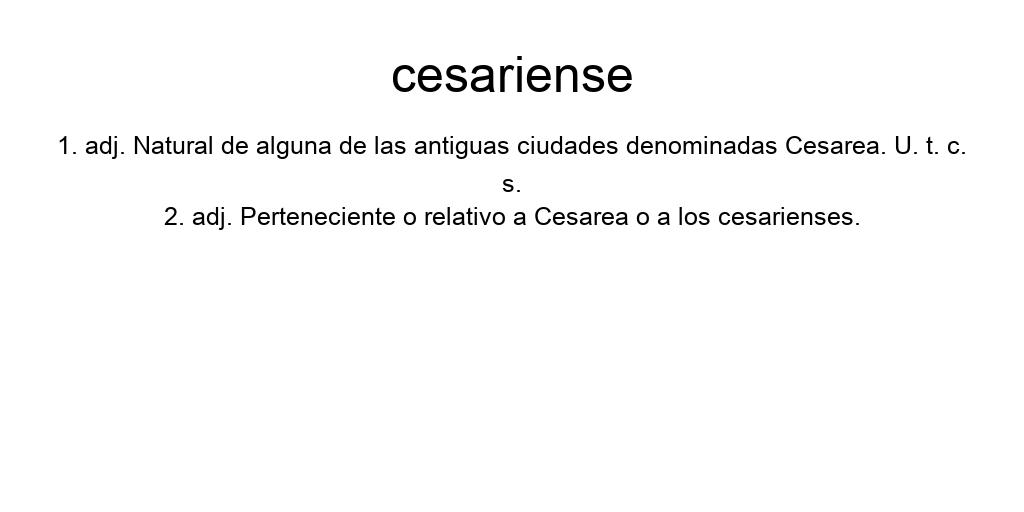 cesariense
1. adj. Natural de alguna de las antiguas ciudades denominadas Cesarea. U. t. c.
s.
2. adj. Perteneciente o relativo a Cesarea o a los cesarienses.